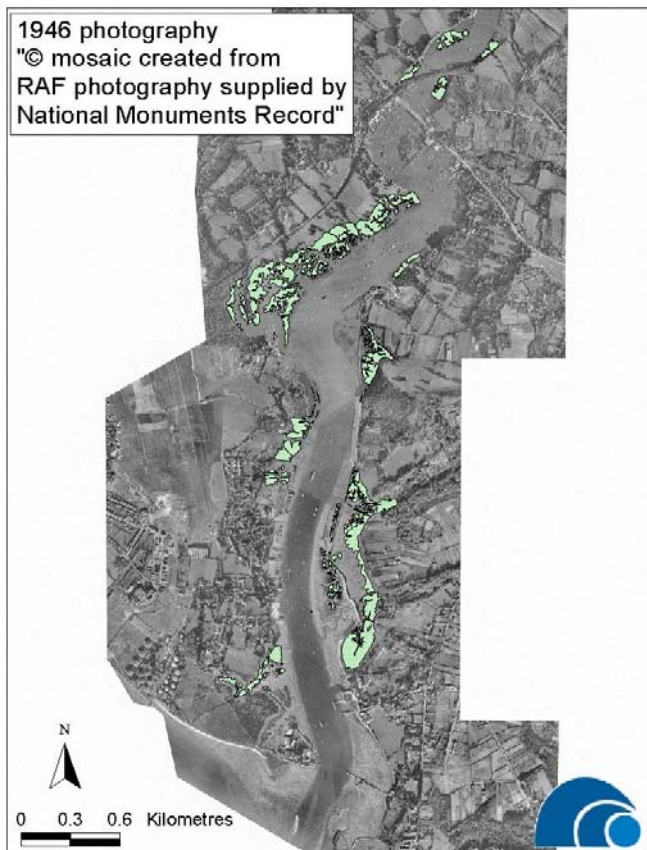 1946 photography
"© mosaic created from
RAF photography supplied by
National Monuments Record"
N
0 0.3 0.6 Kilometres